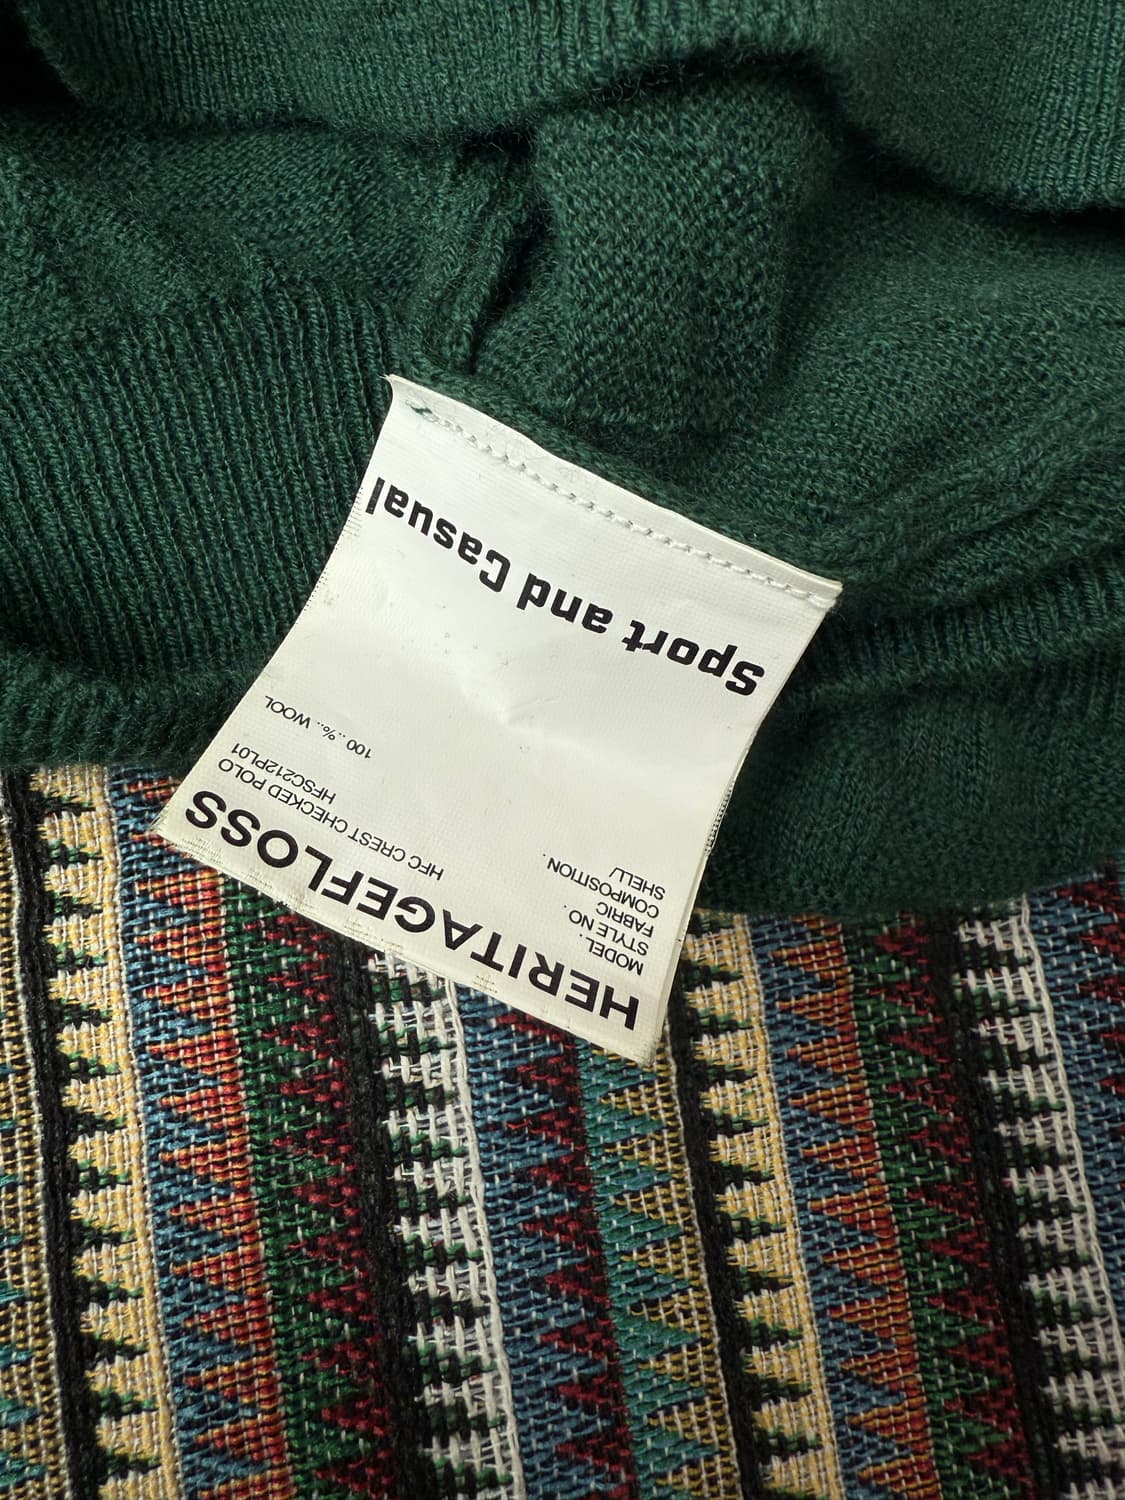 HERITAGEFLOSS
MODEL. HFC CREST CHECKED POLO
STYLE NO. HFSC212PL01
FABRIC
COMPOSITION.
SHELL/ 100..%.. WOOL
Sport and Casual